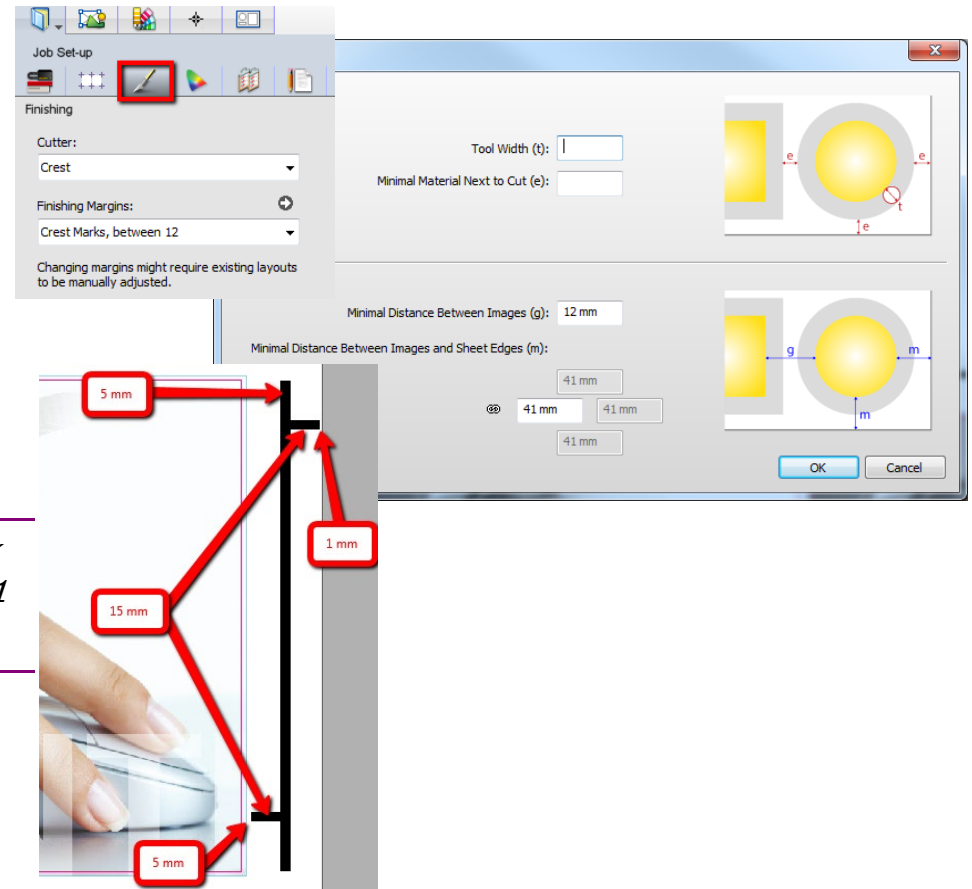 Job Set-up
Finishing
Cutter:
Crest
Finishing Margins:
Crest Marks, between 12
Changing margins might require existing layouts
to be manually adjusted.
Tool Width (t):
Minimal Material Next to Cut (e):
e
e
t
e
Minimal Distance Between Images (g): 12 mm
Minimal Distance Between Images and Sheet Edges (m):
41 mm
41 mm
41 mm
41 mm
g
m
m
OK
Cancel
5 mm
1 mm
15 mm
5 mm
1